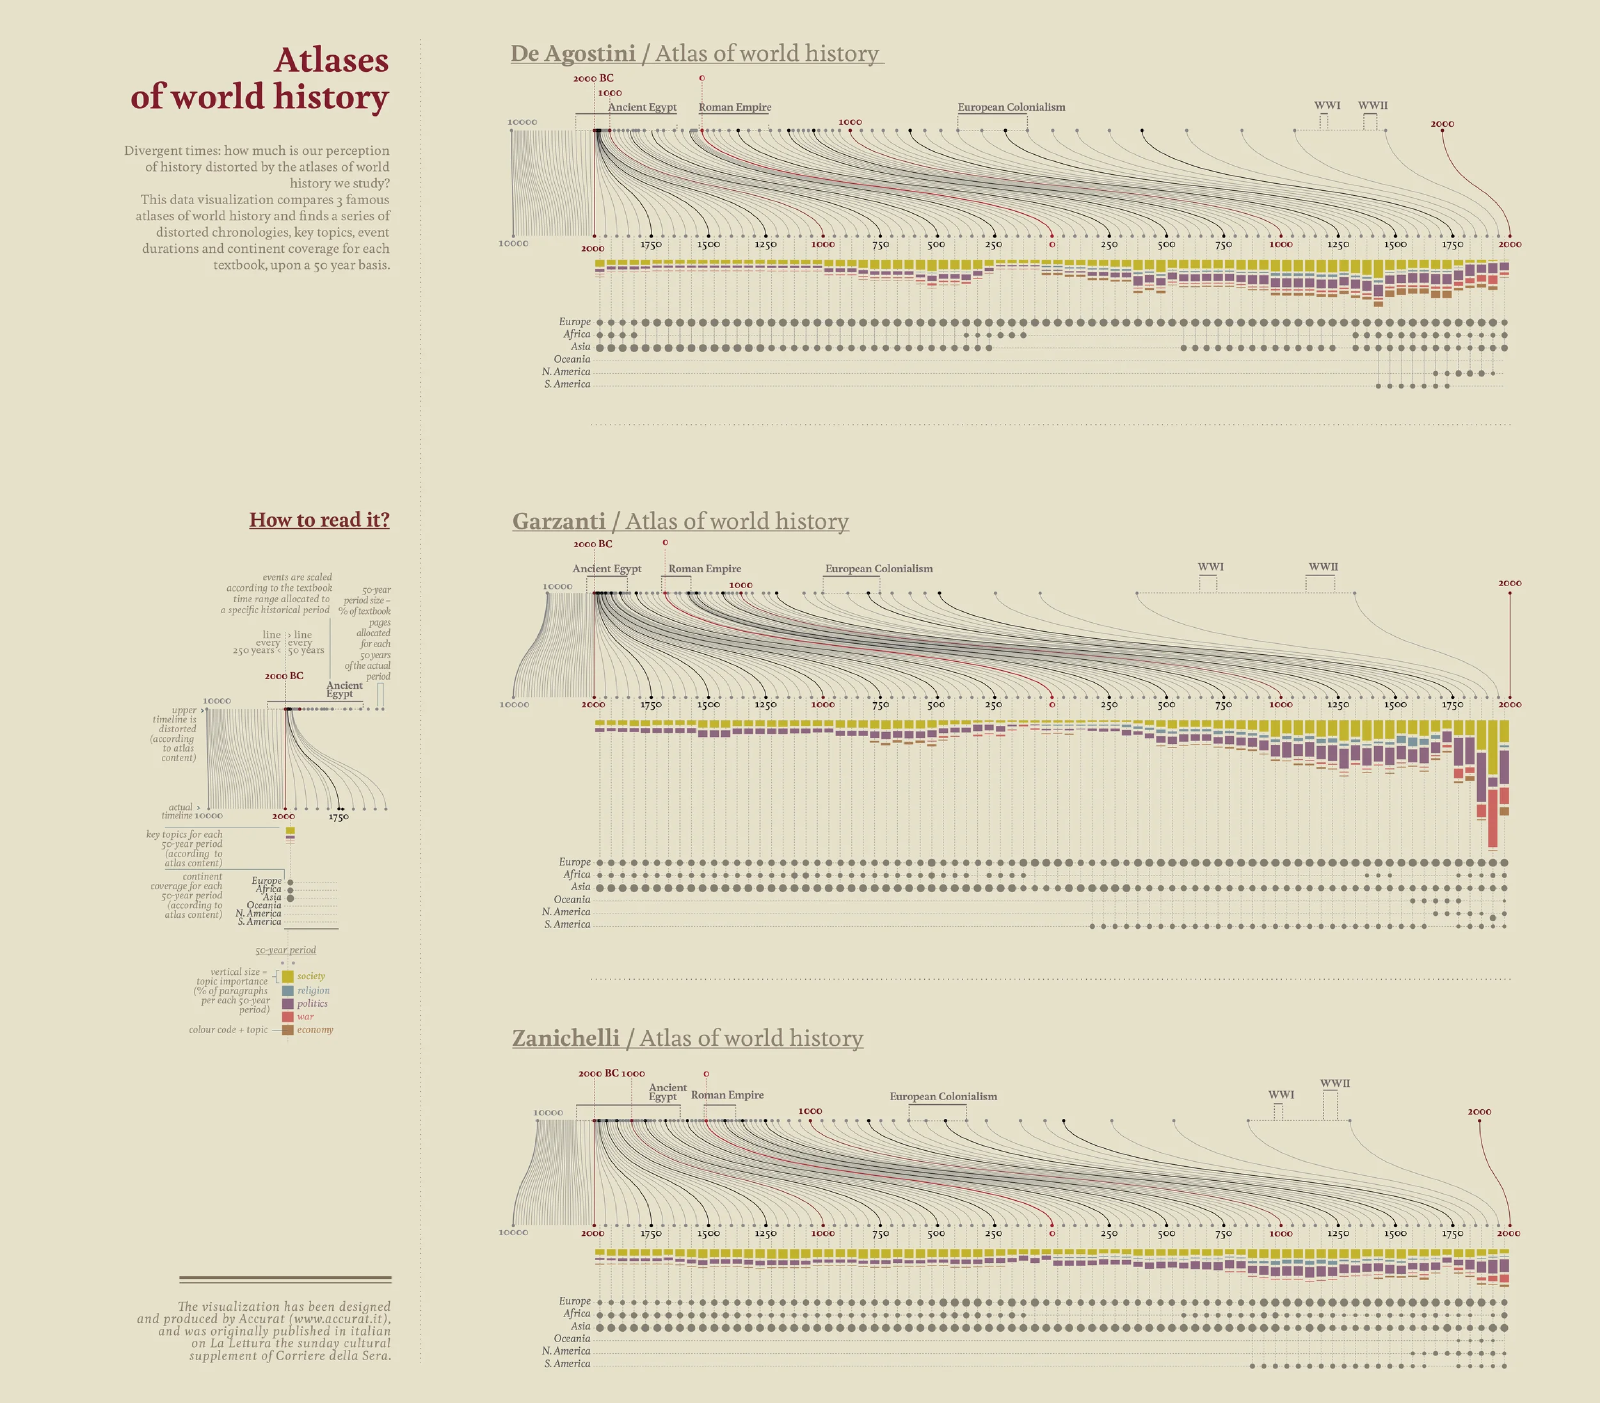 Atlases
of world history
Divergent times: how much is our perception
of history distorted by the atlases of world
history we study?
This data visualization compares 3 famous
atlases of world history and finds a series of
distorted chronologies, key topics, event
durations and continent coverage for each
textbook, upon a 50 year basis.
How to read it?
events are scaled
according to the textbook
time range allocated to
a specific historical period
50-year
period size =
% of textbook
pages
allocated
for each
50 years
of the actual
period
line
every
250 years ‹
› line
every
50 years
2000 BC
Ancient
Egypt
10000
upper ›
timeline is
distorted
(according
to atlas
content)
actual ›
timeline 10000
2000
1750
key topics for each
50-year period
(according to
atlas content)
continent
coverage for each
50-year period
(according to
atlas content)
Europe
Africa
Asia
Oceania
N. America
S. America
50-year period
vertical size =
topic importance
(% of paragraphs
per each 50-year
period)
colour code + topic
society
religion
politics
war
economy
The visualization has been designed
and produced by Accurat (www.accurat.it),
and was originally published in italian
on La Lettura the sunday cultural
supplement of Corriere della Sera.
De Agostini / Atlas of world history
2000 BC
0
1000
Ancient Egypt
Roman Empire
European Colonialism
WWI
WWII
10000
1000
2000
10000
2000 1750 1500 1250 1000 750 500 250 0 250 500 750 1000 1250 1500 1750 2000
Europe
Africa
Asia
Oceania
N. America
S. America
Garzanti / Atlas of world history
2000 BC
0
Ancient Egypt
Roman Empire
European Colonialism
WWI
WWII
10000
1000
2000
10000 2000 1750 1500 1250 1000 750 500 250 0 250 500 750 1000 1250 1500 1750 2000
Europe
Africa
Asia
Oceania
N. America
S. America
Zanichelli / Atlas of world history
2000 BC 1000
0
Ancient
Egypt
Roman Empire
European Colonialism
WWI
WWII
10000
1000
2000
10000 2000 1750 1500 1250 1000 750 500 250 0 250 500 750 1000 1250 1500 1750 2000
Europe
Africa
Asia
Oceania
N. America
S. America